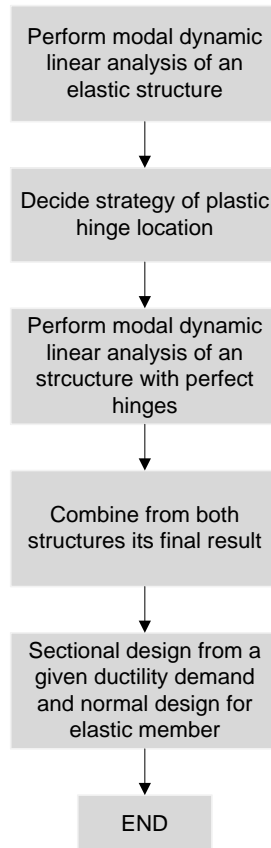 Perform modal dynamic
linear analysis of an
elastic structure
Decide strategy of plastic
hinge location
Perform modal dynamic
linear analysis of an
strcucture with perfect
hinges
Combine from both
structures its final result
Sectional design from a
given ductility demand
and normal design for
elastic member
END